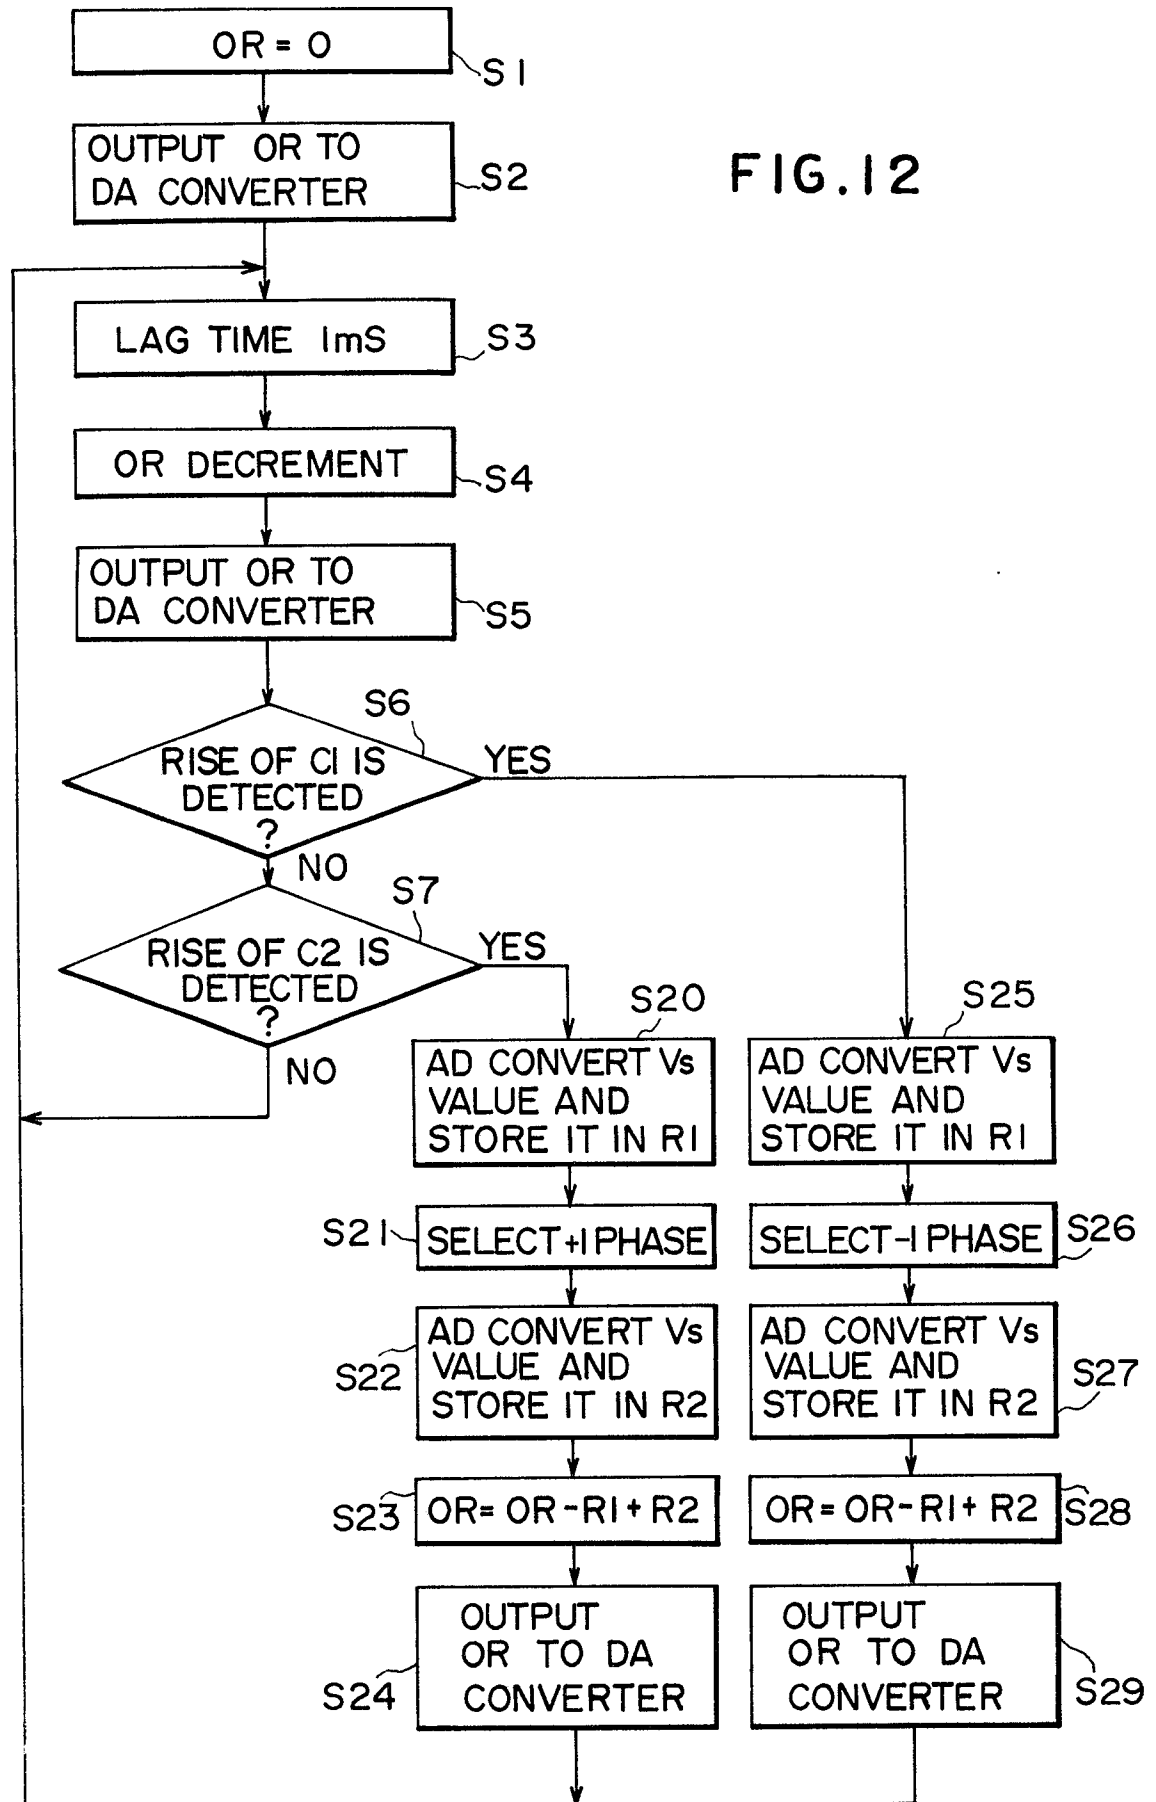 OR = 0
S1
OUTPUT OR TO
DA CONVERTER
S2
FIG.12
LAG TIME 1mS
S3
OR DECREMENT
S4
OUTPUT OR TO
DA CONVERTER
S5
S6
RISE OF C1 IS
DETECTED
?
YES
NO
S7
RISE OF C2 IS
DETECTED
?
YES
NO
S20
AD CONVERT Vs
VALUE AND
STORE IT IN R1
S21
SELECT+1PHASE
S22
AD CONVERT Vs
VALUE AND
STORE IT IN R2
S23
OR= OR-R1+R2
S24
OUTPUT
OR TO DA
CONVERTER
S25
AD CONVERT Vs
VALUE AND
STORE IT IN R1
SELECT-1PHASE
S26
AD CONVERT Vs
VALUE AND
STORE IT IN R2
S27
OR= OR-R1+ R2
S28
OUTPUT
OR TO DA
CONVERTER
S29